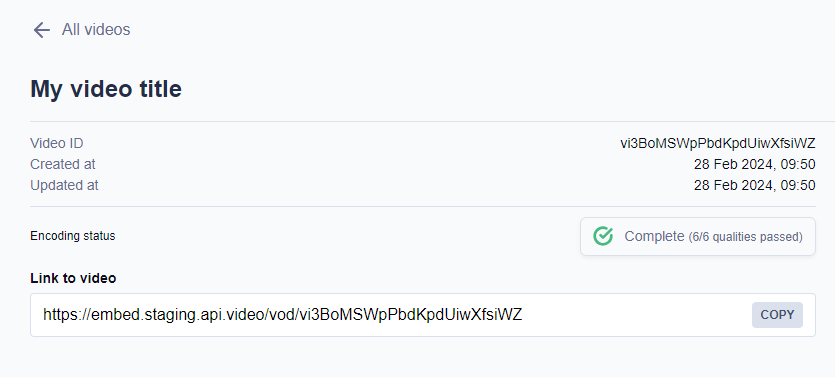 All videos
My video title
Video ID vi3BoMSWpPbdKpdUiwXfsiWZ
Created at 28 Feb 2024, 09:50
Updated at 28 Feb 2024, 09:50
Encoding status Complete (6/6 qualities passed)
Link to video
https://embed.staging.api.video/vod/vi3BoMSWpPbdKpdUiwXfsiWZ COPY